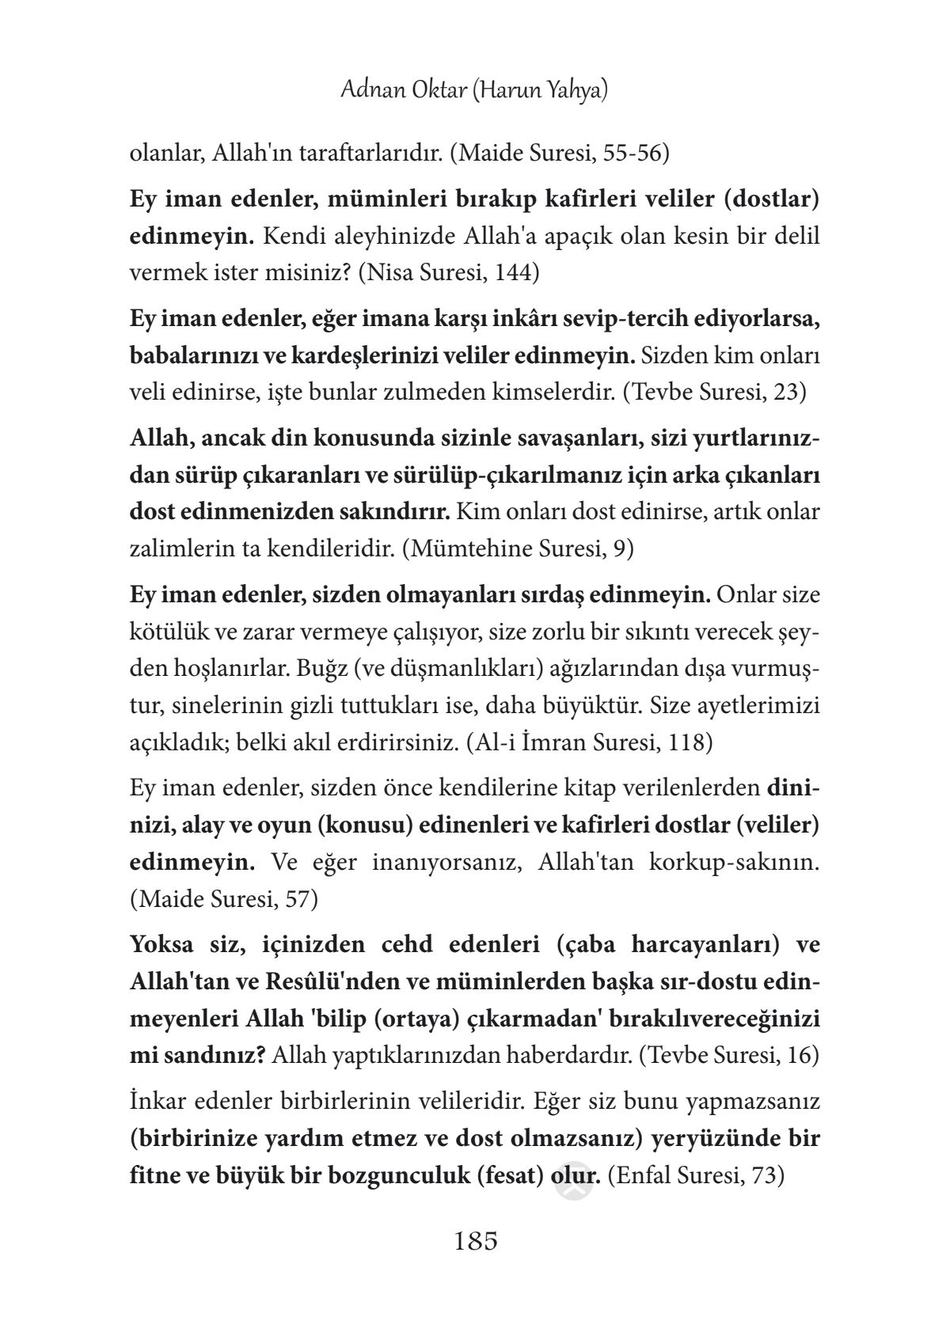 Adnan Oktar (Harun Yahya)
olanlar, Allah'ın taraftarlarıdır. (Maide Suresi, 55-56)
Ey iman edenler, müminleri bırakıp kafirleri veliler (dostlar)
edinmeyin. Kendi aleyhinizde Allah'a apaçık olan kesin bir delil
vermek ister misiniz? (Nisa Suresi, 144)
Ey iman edenler, eğer imana karşı inkârı sevip-tercih ediyorlarsa,
babalarınızı ve kardeşlerinizi veliler edinmeyin. Sizden kim onları
veli edinirse, işte bunlar zulmeden kimselerdir. (Tevbe Suresi, 23)
Allah, ancak din konusunda sizinle savaşanları, sizi yurtlarınız-
dan sürüp çıkaranları ve sürülüp-çıkarılmanız için arka çıkanları
dost edinmenizden sakındırır. Kim onları dost edinirse, artık onlar
zalimlerin ta kendileridir. (Mümtehine Suresi, 9)
Ey iman edenler, sizden olmayanları sırdaş edinmeyin. Onlar size
kötülük ve zarar vermeye çalışıyor, size zorlu bir sıkıntı verecek şey-
den hoşlanırlar. Buğz (ve düşmanlıkları) ağızlarından dışa vurmuş-
tur, sinelerinin gizli tuttukları ise, daha büyüktür. Size ayetlerimizi
açıkladık; belki akıl erdirirsiniz. (Al-i İmran Suresi, 118)
Ey iman edenler, sizden önce kendilerine kitap verilenlerden dini-
nizi, alay ve oyun (konusu) edinenleri ve kafirleri dostlar (veliler)
edinmeyin. Ve eğer inanıyorsanız, Allah'tan korkup-sakının.
(Maide Suresi, 57)
Yoksa siz, içinizden cehd edenleri (çaba harcayanları) ve
Allah'tan ve Resûlü'nden ve müminlerden başka sır-dostu edin-
meyenleri Allah 'bilip (ortaya) çıkarmadan' bırakılıvereceğinizi
mi sandınız? Allah yaptıklarınızdan haberdardır. (Tevbe Suresi, 16)
İnkar edenler birbirlerinin velileridir. Eğer siz bunu yapmazsanız
(birbirinize yardım etmez ve dost olmazsanız) yeryüzünde bir
fitne ve büyük bir bozgunculuk (fesat) olur. (Enfal Suresi, 73)
185